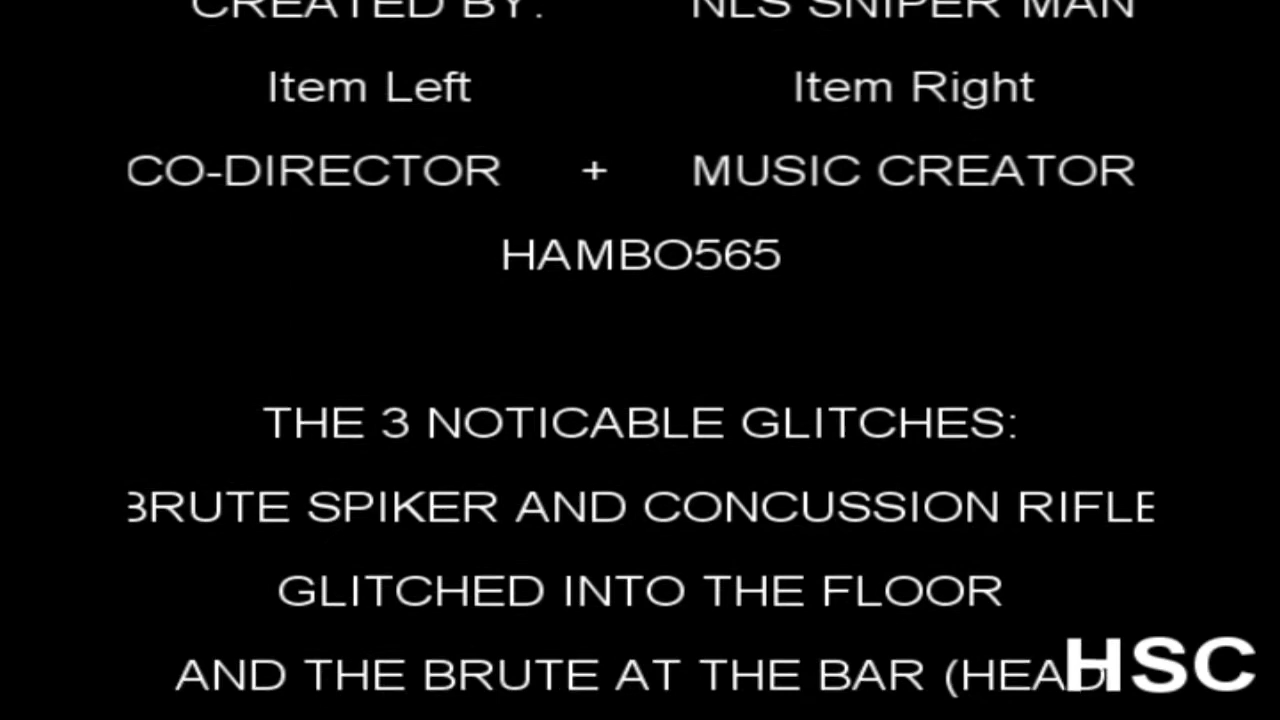 CREATED BY: NLS SNIPER MAN
Item Left Item Right
CO-DIRECTOR + MUSIC CREATOR
HAMBO565
THE 3 NOTICABLE GLITCHES:
BRUTE SPIKER AND CONCUSSION RIFLE
GLITCHED INTO THE FLOOR
AND THE BRUTE AT THE BAR (HEAD
HSC